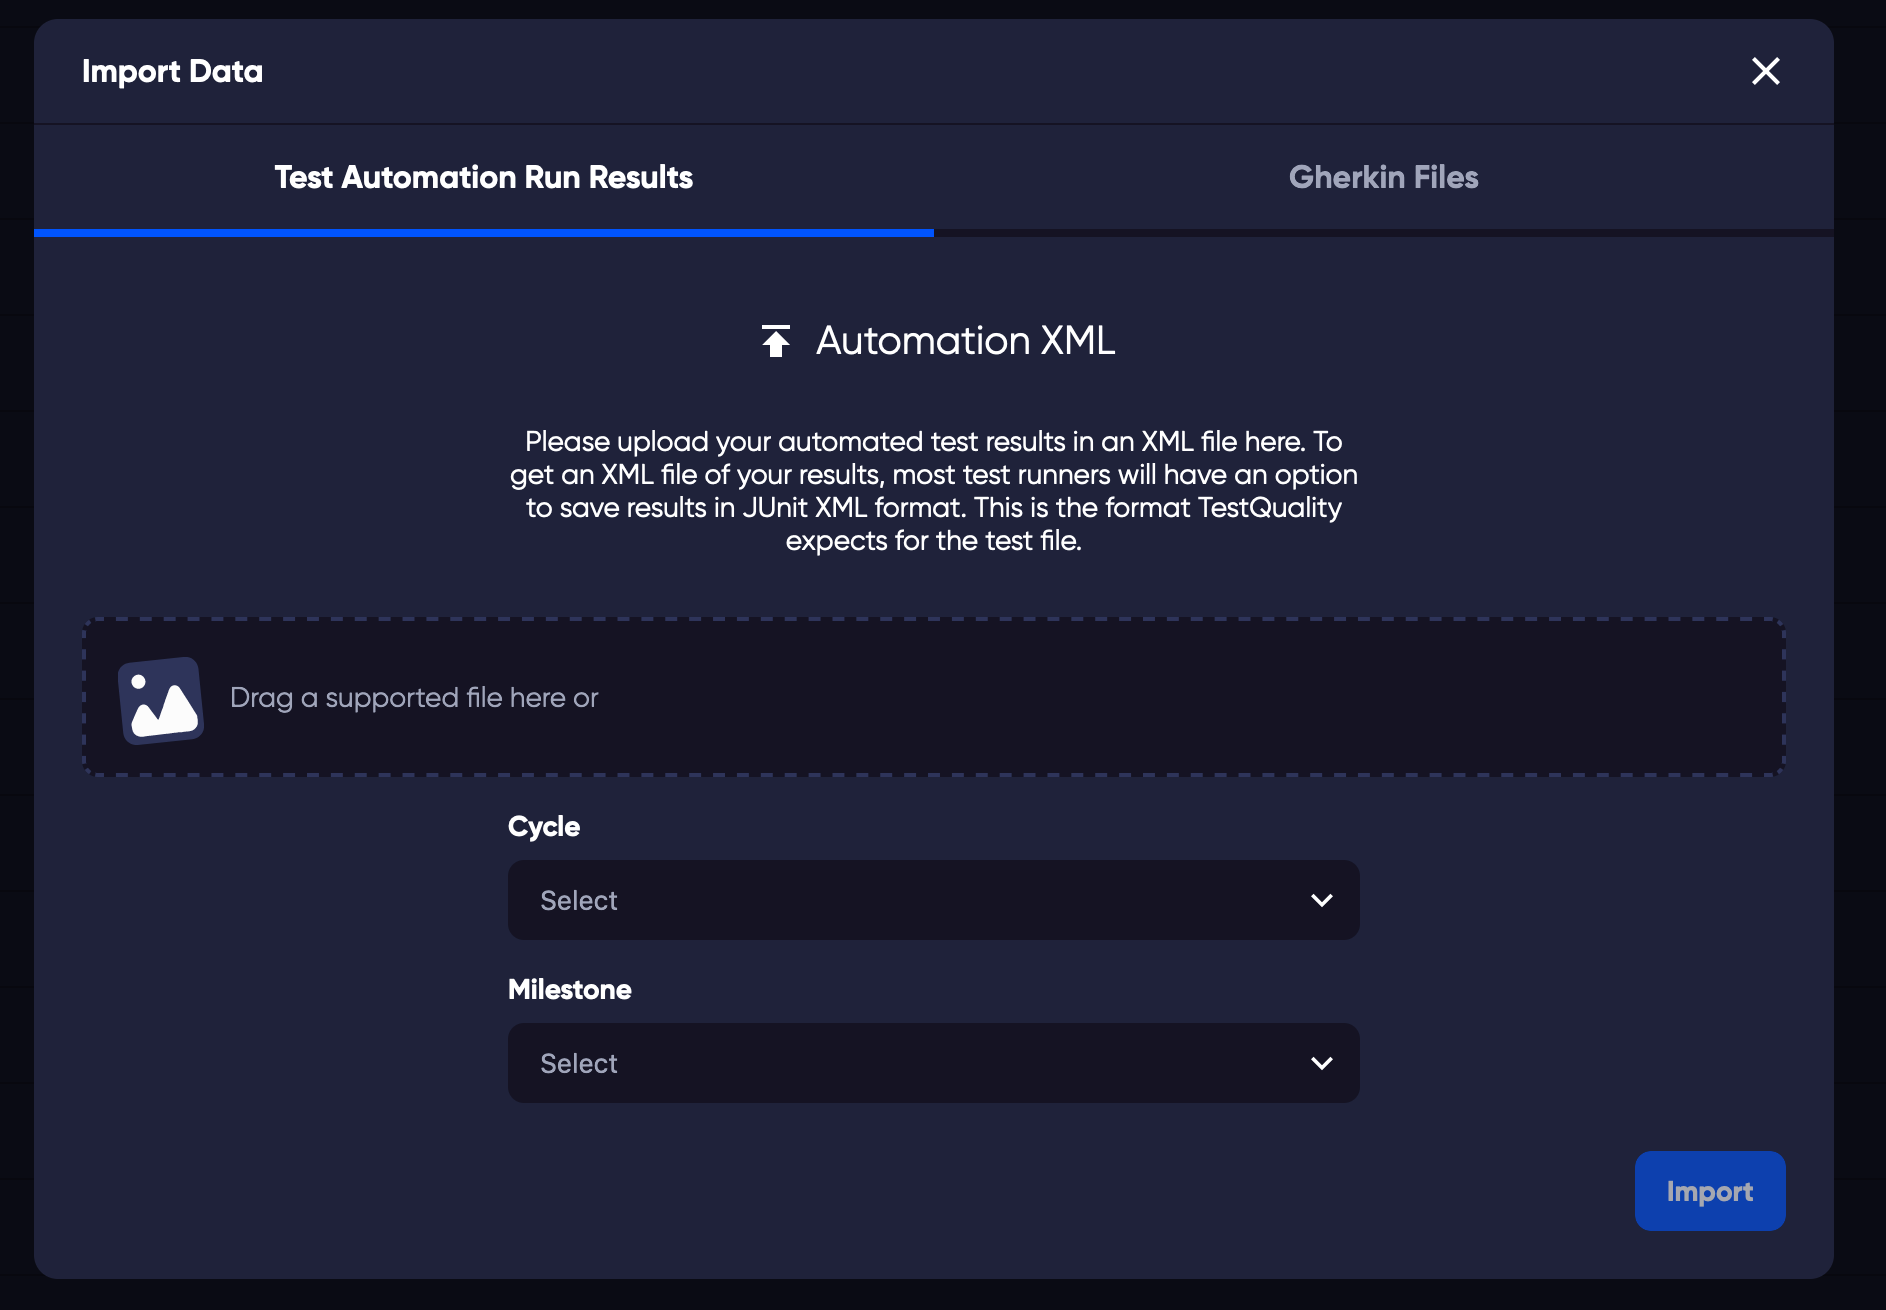 Import Data
Test Automation Run Results
Gherkin Files
Automation XML
Please upload your automated test results in an XML file here. To
get an XML file of your results, most test runners will have an option
to save results in JUnit XML format. This is the format TestQuality
expects for the test file.
Drag a supported file here or
Cycle
Select
Milestone
Select
Import